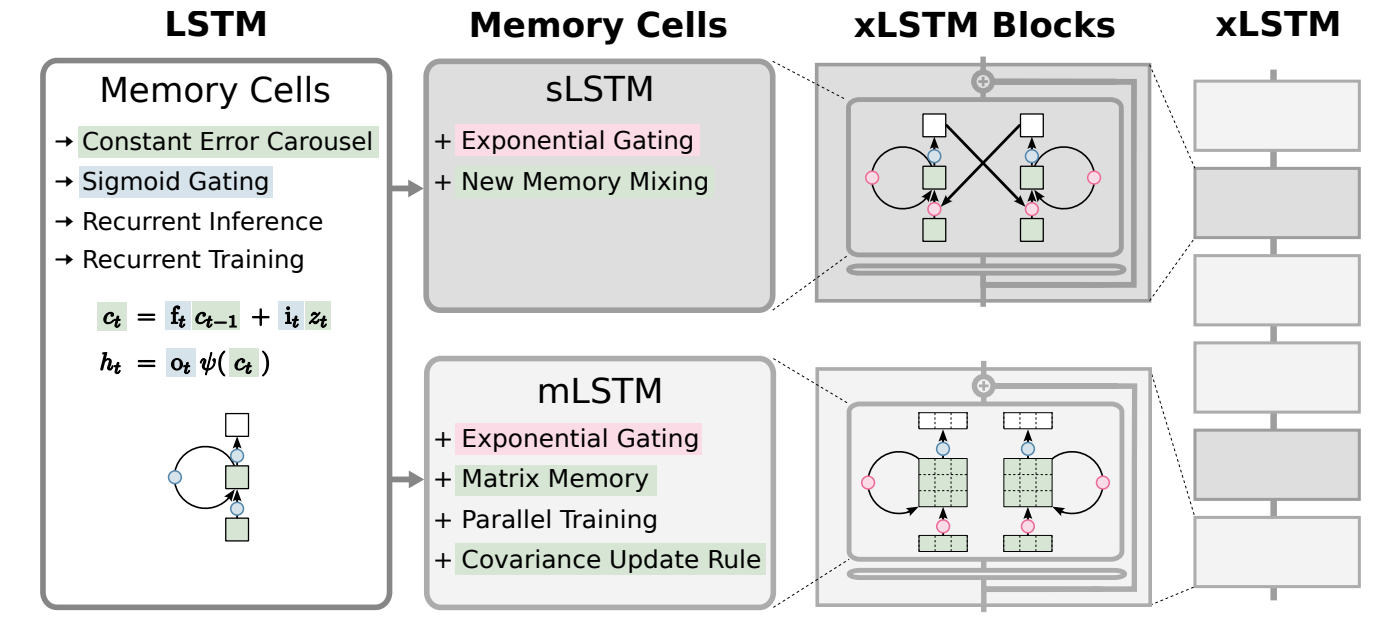 LSTM
Memory Cells
xLSTM Blocks
xLSTM
Memory Cells
→ Constant Error Carousel
→ Sigmoid Gating
→ Recurrent Inference
→ Recurrent Training
c_t = f_t c_{t−1} + i_t z_t
h_t = o_t ψ( c_t )
sLSTM
+ Exponential Gating
+ New Memory Mixing
mLSTM
+ Exponential Gating
+ Matrix Memory
+ Parallel Training
+ Covariance Update Rule